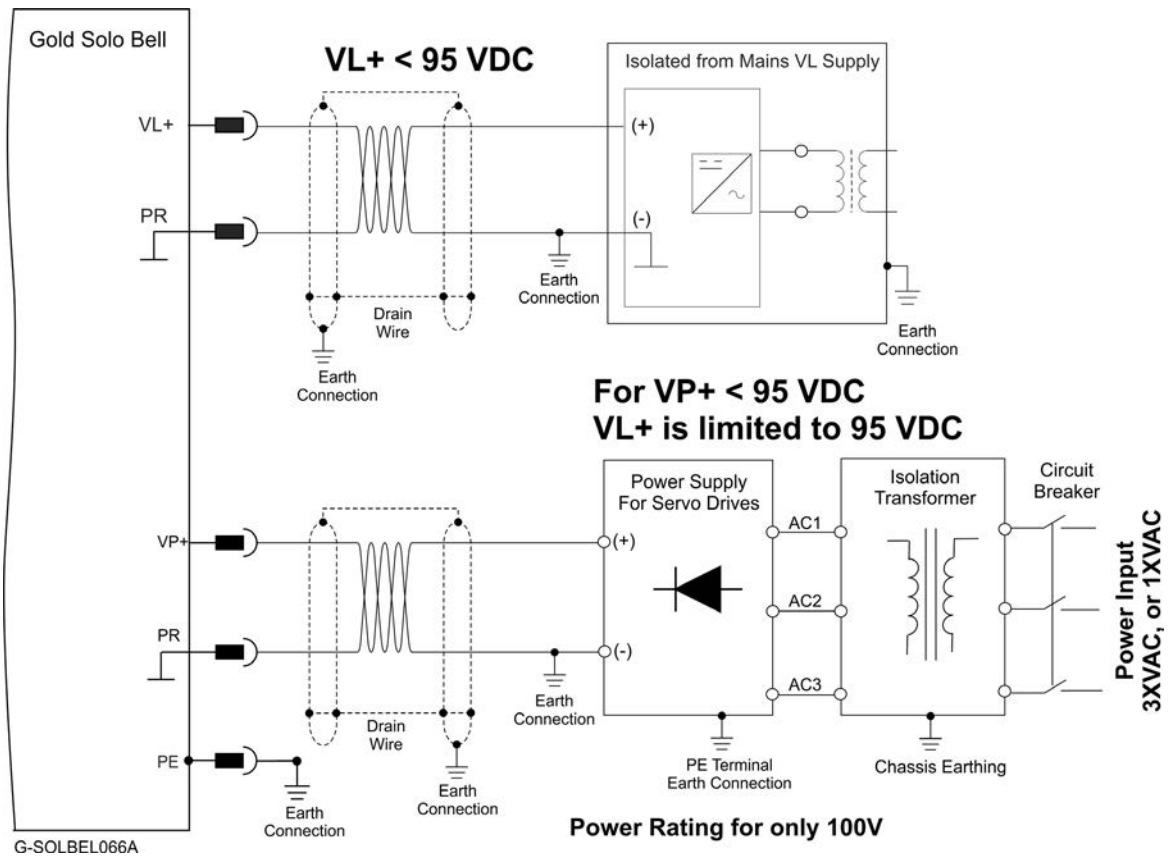 Gold Solo Bell
VL+ < 95 VDC
Isolated from Mains VL Supply
VL+
(+)
PR
(-)
Earth
Connection
Drain
Wire
Earth
Connection
Earth
Connection
For VP+ < 95 VDC
VL+ is limited to 95 VDC
Power Supply
For Servo Drives
Isolation
Transformer
Circuit
Breaker
AC1
VP+
(+)
AC2
PR
(-)
AC3
Power Input
3XVAC, or 1XVAC
Earth
Connection
Drain
Wire
PE
Earth
Connection
Earth
Connection
PE Terminal
Earth Connection
Chassis Earthing
Power Rating for only 100V
G-SOLBEL066A